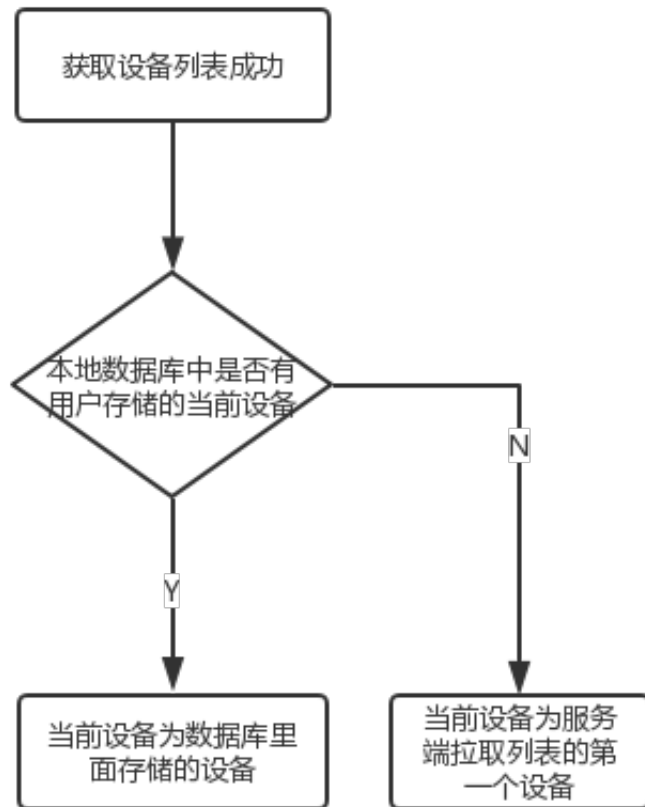 获取设备列表成功
本地数据库中是否有
用户存储的当前设备
N
Y
当前设备为数据库里
面存储的设备
当前设备为服务
端拉取列表的第
一个设备